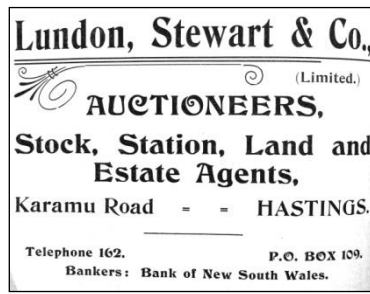 Lundon, Stewart & Co.,
(Limited.)
AUCTIONEERS,
Stock, Station, Land and
Estate Agents,
Karamu Road = = HASTINGS.
Telephone 162. P.O. BOX 109.
Bankers: Bank of New South Wales.